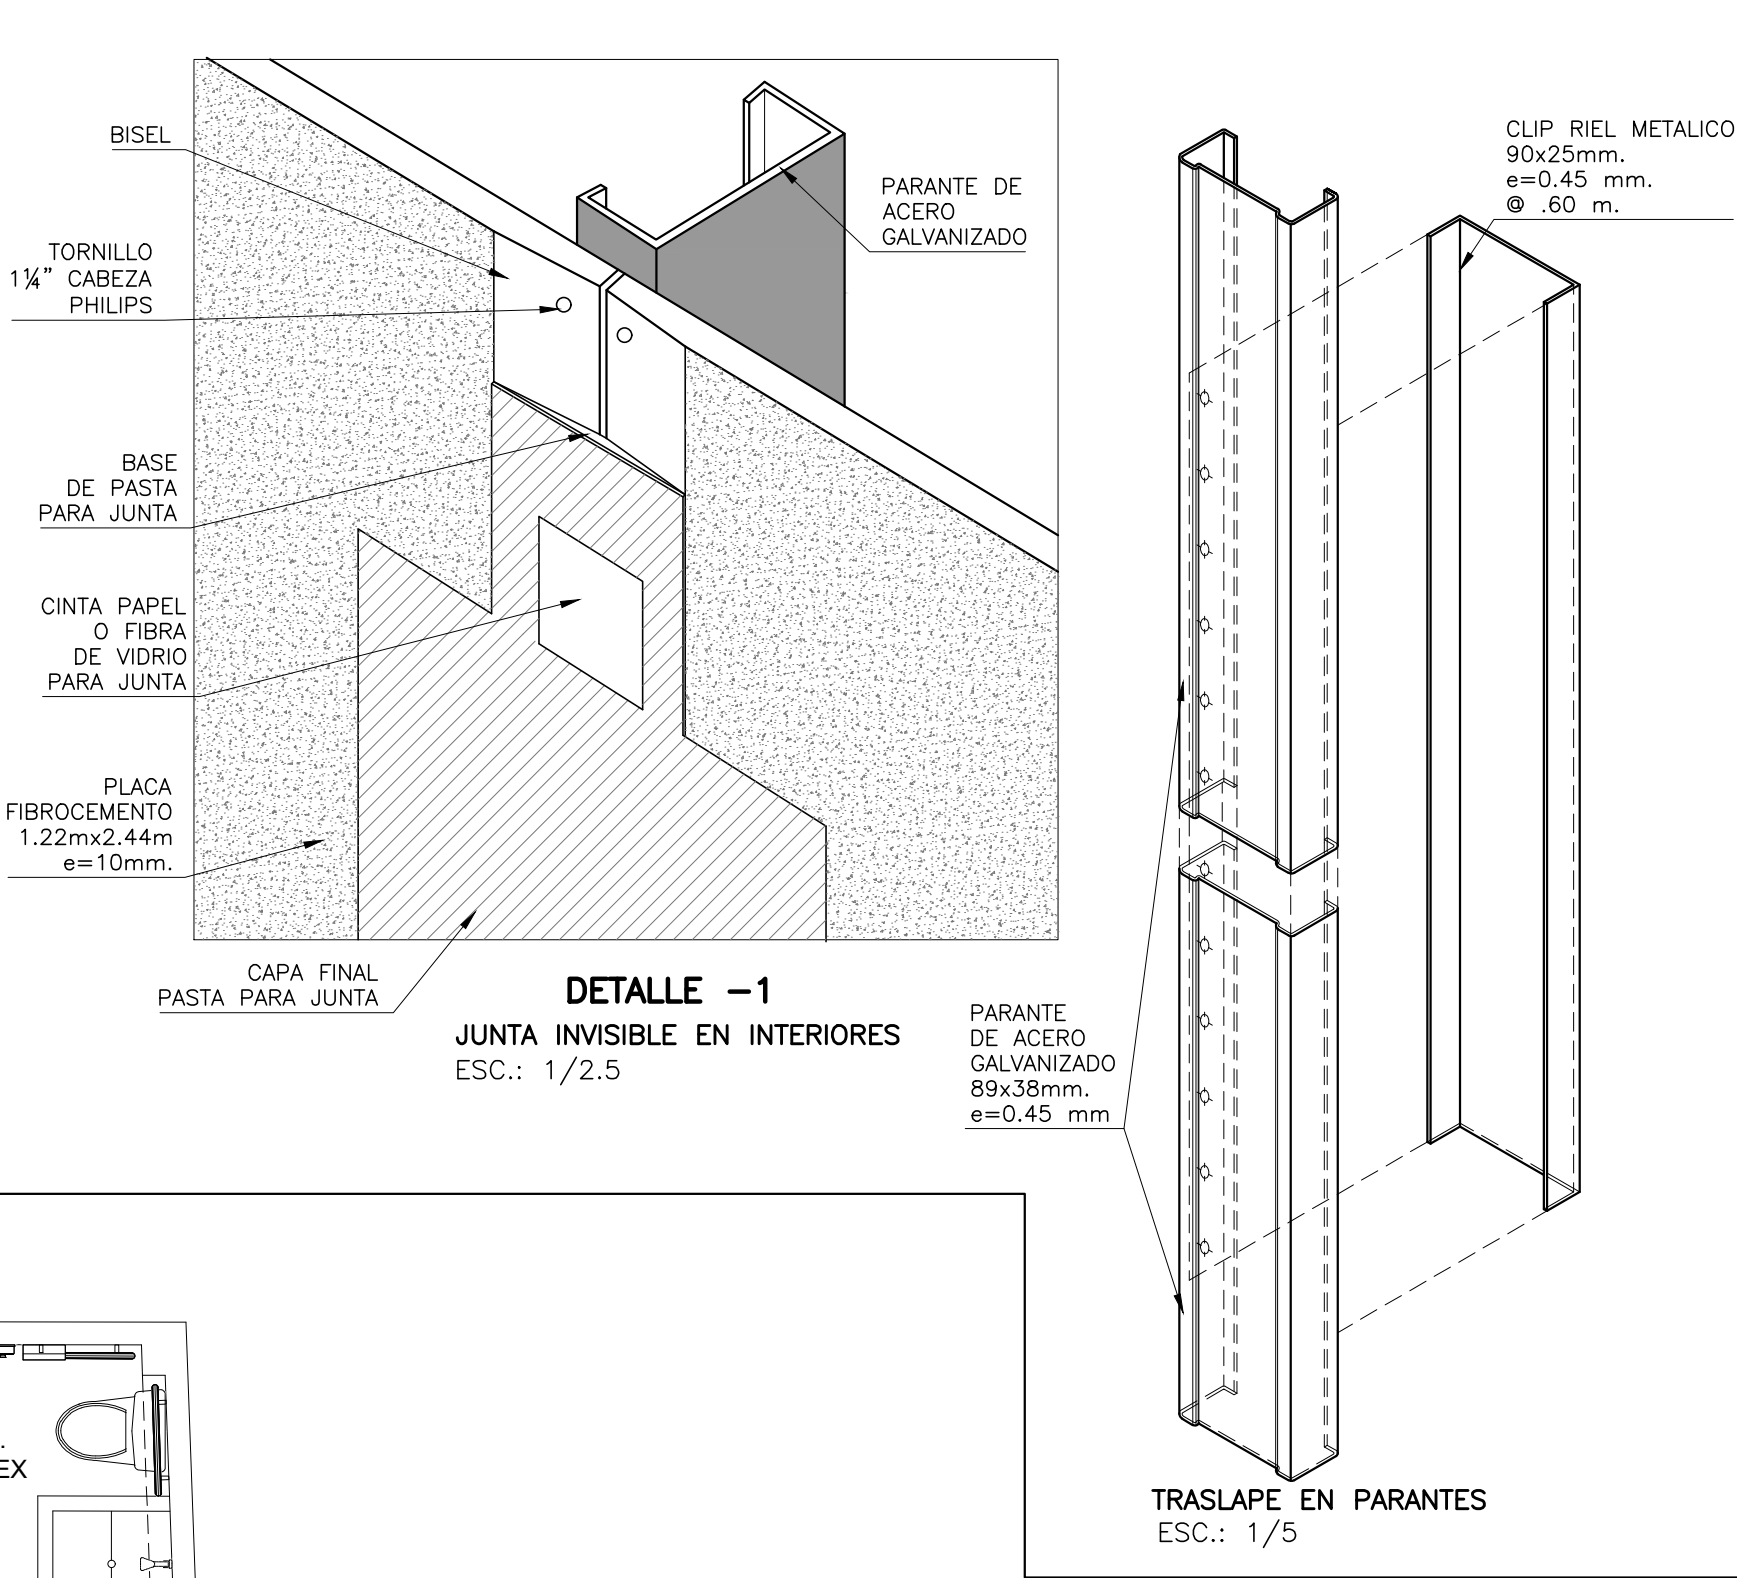 BISEL
TORNILLO
1¼” CABEZA
PHILIPS
BASE
DE PASTA
PARA JUNTA
CINTA PAPEL
O FIBRA
DE VIDRIO
PARA JUNTA
PLACA
FIBROCEMENTO
1.22mx2.44m
e=10mm.
CAPA FINAL
PASTA PARA JUNTA
PARANTE DE
ACERO
GALVANIZADO
DETALLE -1
JUNTA INVISIBLE EN INTERIORES
ESC.: 1/2.5
CLIP RIEL METALICO
90x25mm.
e=0.45 mm.
@ .60 m.
PARANTE
DE ACERO
GALVANIZADO
89x38mm.
e=0.45 mm
TRASLAPE EN PARANTES
ESC.: 1/5
.
EX